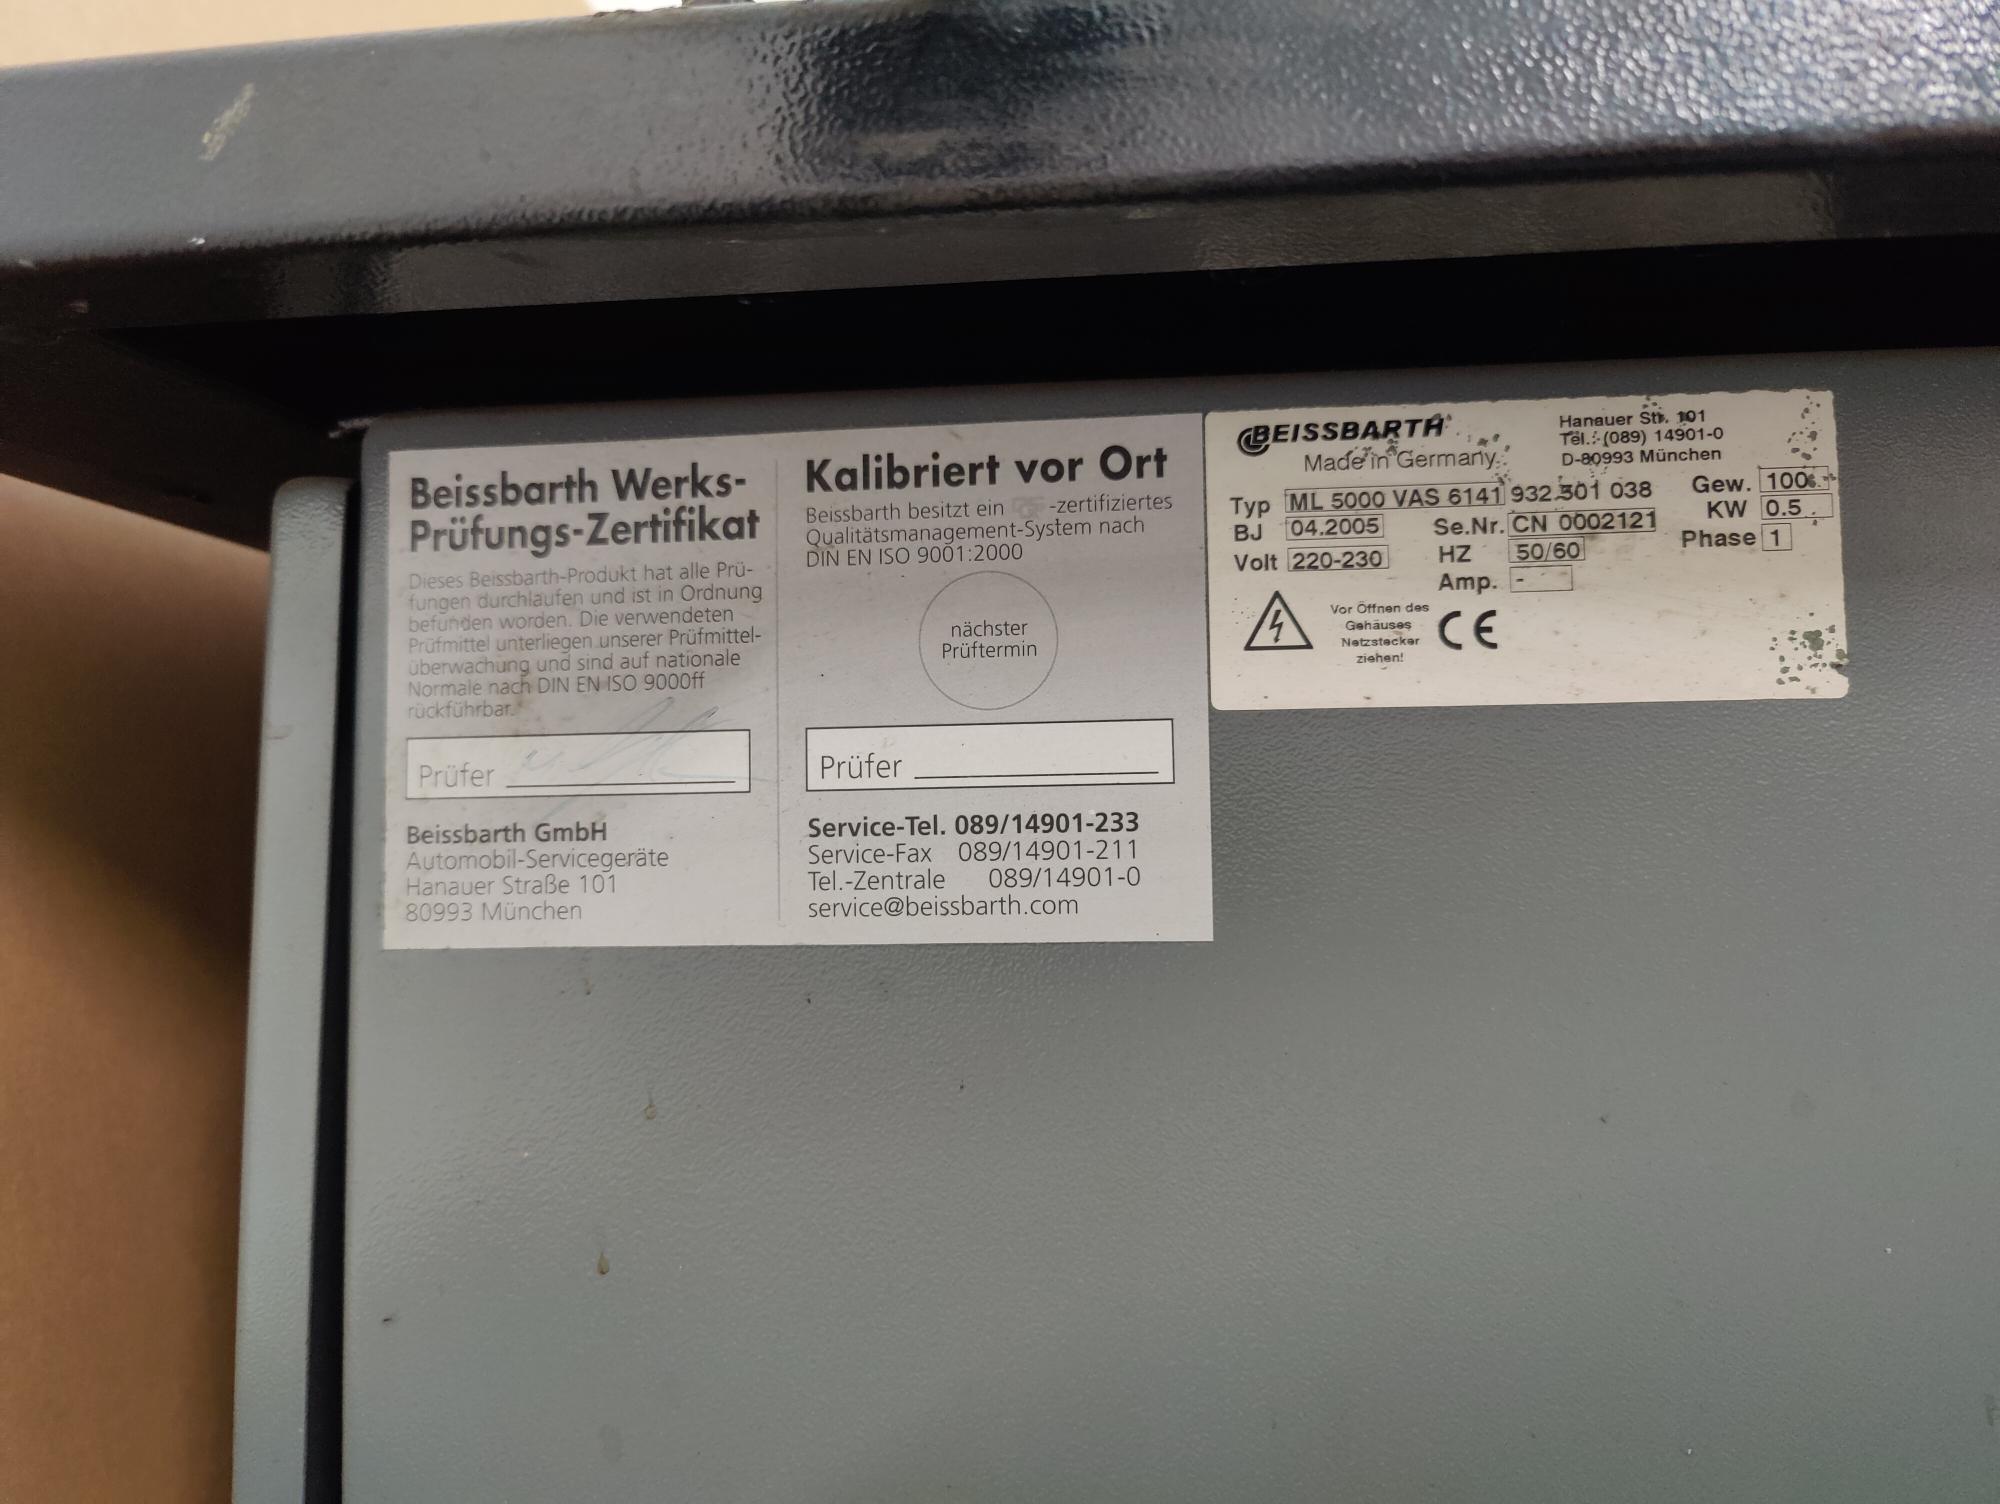 Beissbarth Werks-
Prüfungs-Zertifikat
Dieses Beissbarth-Produkt hat alle Prü-
fungen durchlaufen und ist in Ordnung
befunden worden. Die verwendeten
Prüfmittel unterliegen unserer Prüfmittel-
überwachung und sind auf nationale
Normale nach DIN EN ISO 9000ff
rückführbar.
Prüfer
Beissbarth GmbH
Automobil-Servicegeräte
Hanauer Straße 101
80993 München
Kalibriert vor Ort
Beissbarth besitzt ein -zertifiziertes
Qualitätsmanagement-System nach
DIN EN ISO 9001:2000
nächster
Prüftermin
Prüfer
Service-Tel. 089/14901-233
Service-Fax 089/14901-211
Tel.-Zentrale 089/14901-0
service@beissbarth.com
BEISSBARTH
Made in Germany
Hanauer Str. 101
Tel.: (089) 14901-0
D-80993 München
Typ ML 5000 VAS 6141 932 501 038 Gew. 100
BJ 04.2005 Se.Nr. CN 0002121 KW 0.5
Volt 220-230 HZ 50/60 Phase 1
Amp. -
Vor Öffnen des
Gehäuses
Netzstecker
ziehen!
CE